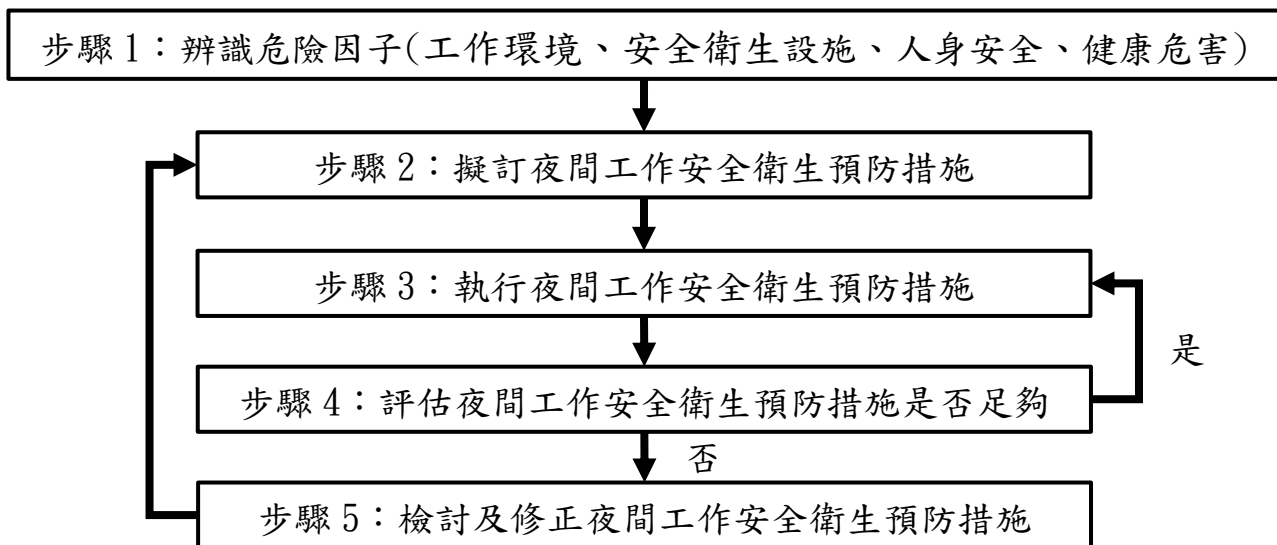 步驟 1：辨識危險因子(工作環境、安全衛生設施、人身安全、健康危害)
步驟 2：擬訂夜間工作安全衛生預防措施
步驟 3：執行夜間工作安全衛生預防措施
是
步驟 4：評估夜間工作安全衛生預防措施是否足夠
否
步驟 5：檢討及修正夜間工作安全衛生預防措施